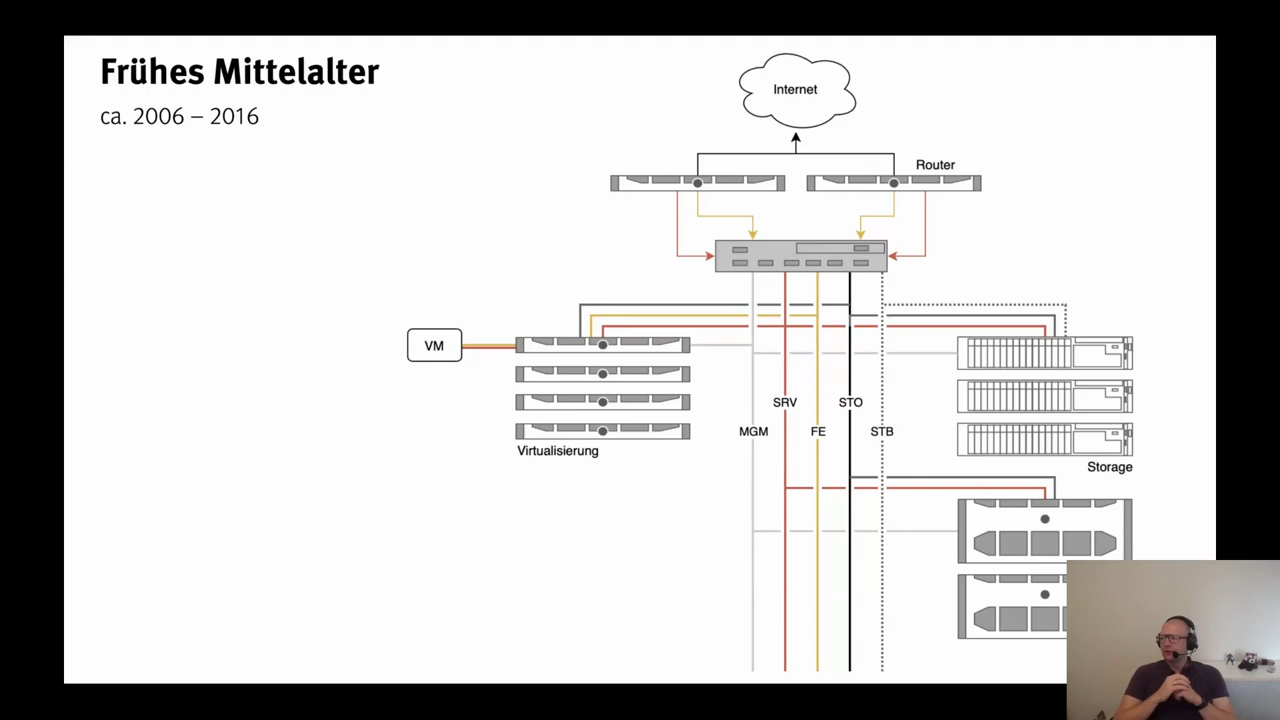 Frühes Mittelalter
ca. 2006 – 2016
Internet
Router
VM
SRV
STO
MGM
FE
STB
Virtualisierung
Storage